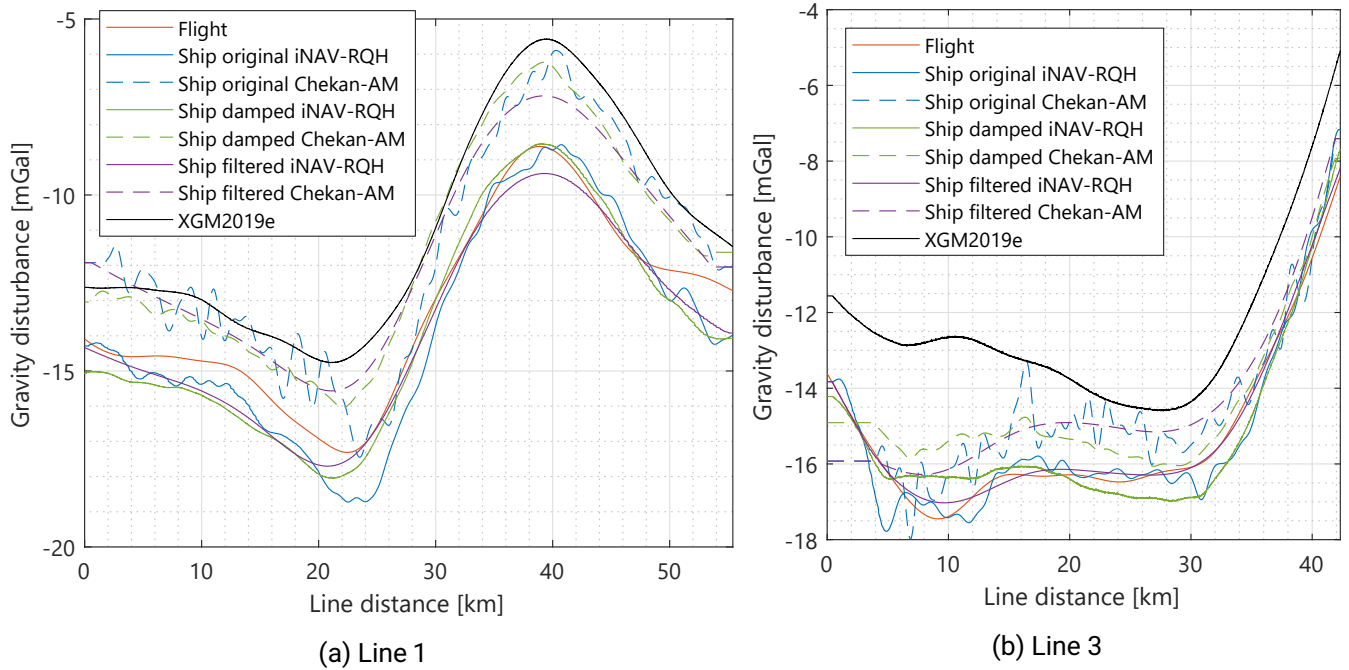 Gravity disturbance [mGal]
-5
-10
-15
-20
Flight
Ship original iNAV-RQH
Ship original Chekan-AM
Ship damped iNAV-RQH
Ship damped Chekan-AM
Ship filtered iNAV-RQH
Ship filtered Chekan-AM
XGM2019e
0 10 20 30 40 50
Line distance [km]
(a) Line 1
Gravity disturbance [mGal]
-4
-6
-8
-10
-12
-14
-16
-18
Flight
Ship original iNAV-RQH
Ship original Chekan-AM
Ship damped iNAV-RQH
Ship damped Chekan-AM
Ship filtered iNAV-RQH
Ship filtered Chekan-AM
XGM2019e
0 10 20 30 40
Line distance [km]
(b) Line 3